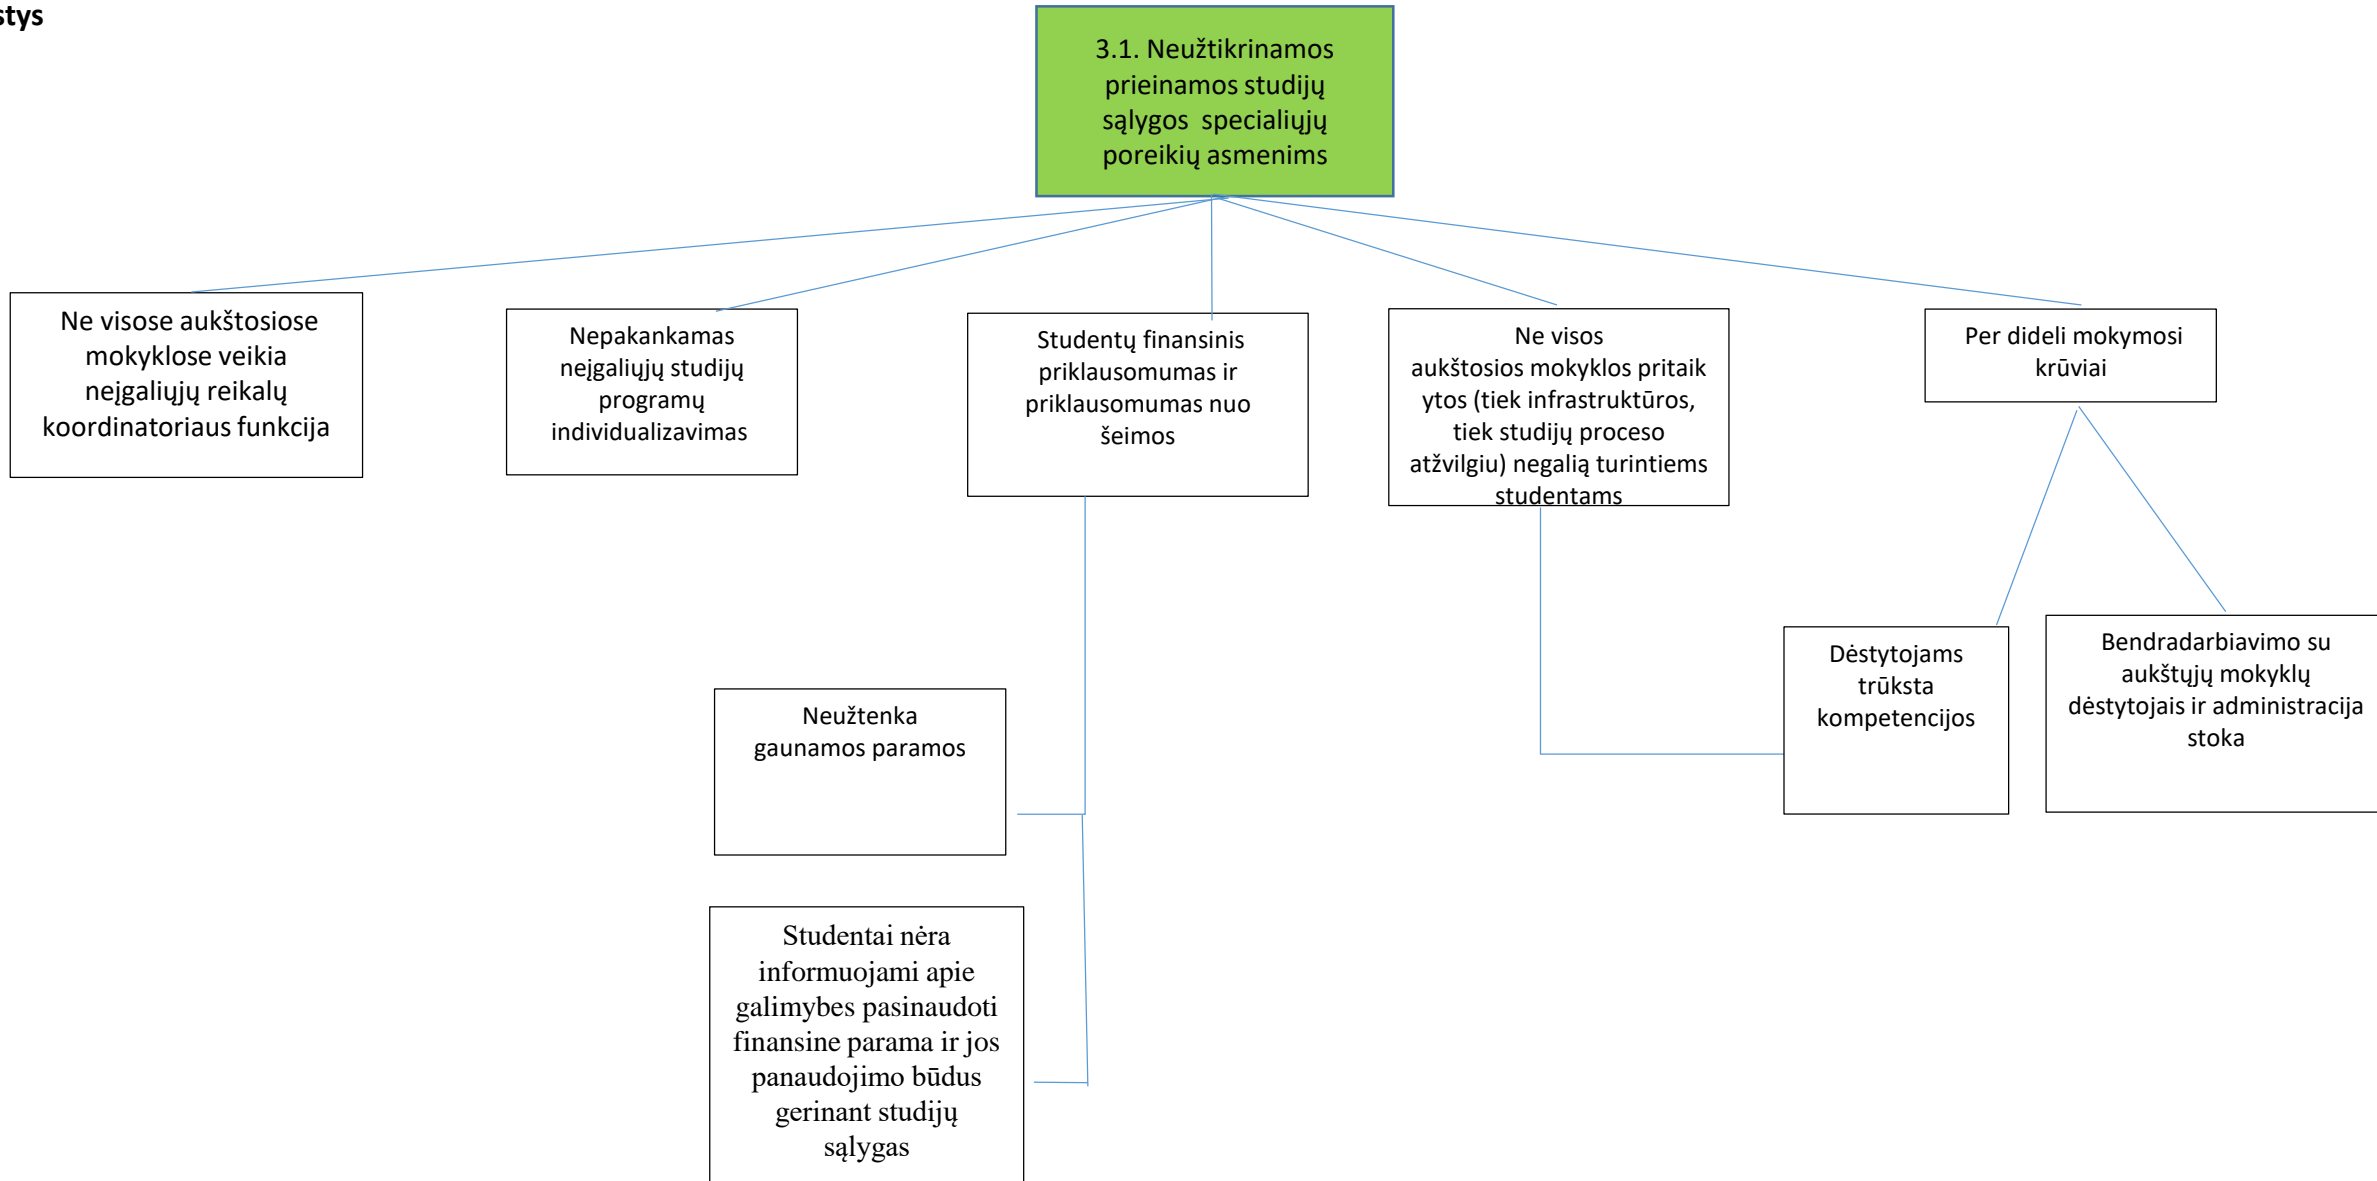 stys
3.1. Neužtikrinamos
prieinamos studijų
sąlygos specialiųjų
poreikių asmenims
Ne visose aukštosiose
mokyklose veikia
neįgaliųjų reikalų
koordinatoriaus funkcija
Nepakankamas
neįgaliųjų studijų
programų
individualizavimas
Studentų finansinis
priklausomumas ir
priklausomumas nuo
šeimos
Ne visos
aukštosios mokyklos pritaik
ytos (tiek infrastruktūros,
tiek studijų proceso
atžvilgiu) negalią turintiems
studentams
Per dideli mokymosi
krūviai
Dėstytojams
trūksta
kompetencijos
Bendradarbiavimo su
aukštųjų mokyklų
dėstytojais ir administracija
stoka
Neužtenka
gaunamos paramos
Studentai nėra
informuojami apie
galimybes pasinaudoti
finansine parama ir jos
panaudojimo būdus
gerinant studijų
sąlygas